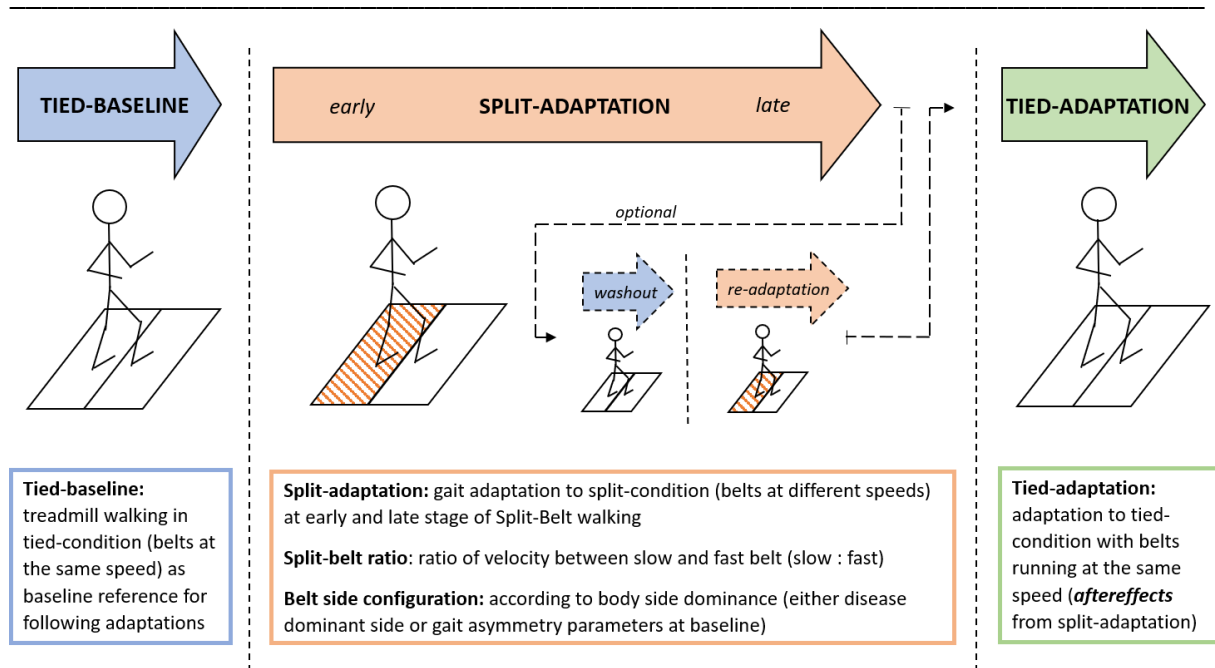 TIED-BASELINE
early
SPLIT-ADAPTATION
late
TIED-ADAPTATION
optional
washout
re-adaptation
Tied-baseline:
treadmill walking in
tied-condition (belts at
the same speed) as
baseline reference for
following adaptations
Split-adaptation: gait adaptation to split-condition (belts at different speeds)
at early and late stage of Split-Belt walking
Split-belt ratio: ratio of velocity between slow and fast belt (slow : fast)
Belt side configuration: according to body side dominance (either disease
dominant side or gait asymmetry parameters at baseline)
Tied-adaptation:
adaptation to tied-
condition with belts
running at the same
speed (aftereffects
from split-adaptation)